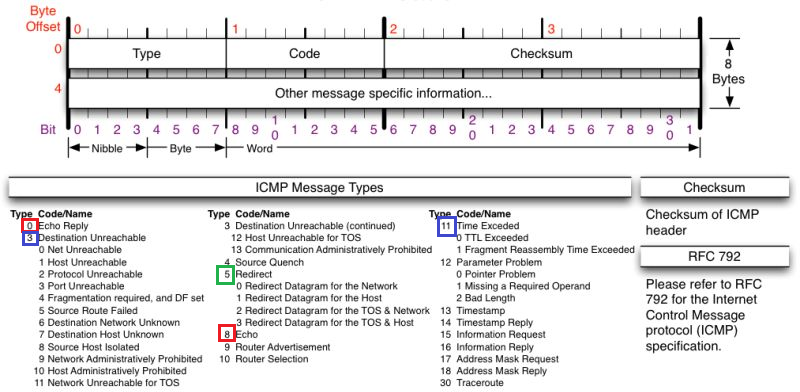 Byte
Offset
0
1
2
3
0
Type
Code
Checksum
8
Bytes
4
Other message specific information...
Bit
0 1 2 3 4 5 6 7 8 9 10 1 2 3 4 5 6 7 8 9 20 1 2 3 4 5 6 7 8 9 30 1
Nibble
Byte
Word
ICMP Message Types
Type Code/Name
0 Echo Reply
3 Destination Unreachable
0 Net Unreachable
1 Host Unreachable
2 Protocol Unreachable
3 Port Unreachable
4 Fragmentation required, and DF set
5 Source Route Failed
6 Destination Network Unknown
7 Destination Host Unknown
8 Source Host Isolated
9 Network Administratively Prohibited
10 Host Administratively Prohibited
11 Network Unreachable for TOS
Type Code/Name
3 Destination Unreachable (continued)
12 Host Unreachable for TOS
13 Communication Administratively Prohibited
4 Source Quench
5 Redirect
0 Redirect Datagram for the Network
1 Redirect Datagram for the Host
2 Redirect Datagram for the TOS & Network
3 Redirect Datagram for the TOS & Host
8 Echo
9 Router Advertisement
10 Router Selection
Type Code/Name
11 Time Exceeded
0 TTL Exceeded
1 Fragment Reassembly Time Exceeded
12 Parameter Problem
0 Pointer Problem
1 Missing a Required Operand
2 Bad Length
13 Timestamp
14 Timestamp Reply
15 Information Request
16 Information Reply
17 Address Mask Request
18 Address Mask Reply
30 Traceroute
Checksum
Checksum of ICMP
header
RFC 792
Please refer to RFC
792 for the Internet
Control Message
protocol (ICMP)
specification.